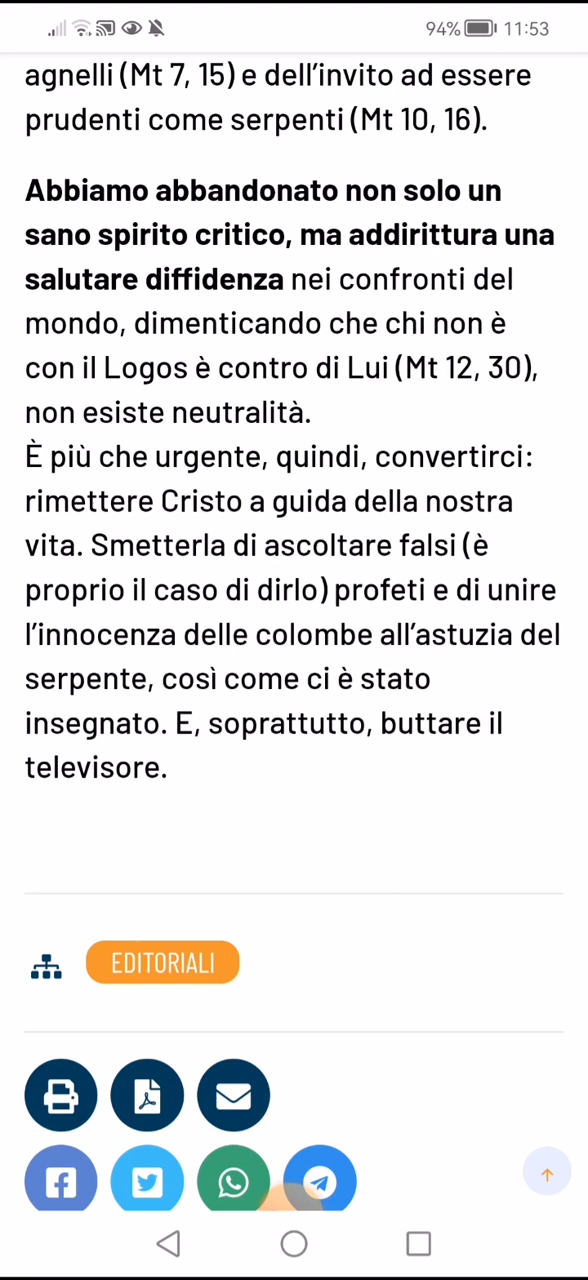 94% 11:53
agnelli (Mt 7, 15) e dell’invito ad essere
prudenti come serpenti (Mt 10, 16).
Abbiamo abbandonato non solo un
sano spirito critico, ma addirittura una
salutare diffidenza nei confronti del
mondo, dimenticando che chi non è
con il Logos è contro di Lui (Mt 12, 30),
non esiste neutralità.
È più che urgente, quindi, convertirci:
rimettere Cristo a guida della nostra
vita. Smetterla di ascoltare falsi (è
proprio il caso di dirlo) profeti e di unire
l’innocenza delle colombe all’astuzia del
serpente, così come ci è stato
insegnato. E, soprattutto, buttare il
televisore.
EDITORIALI